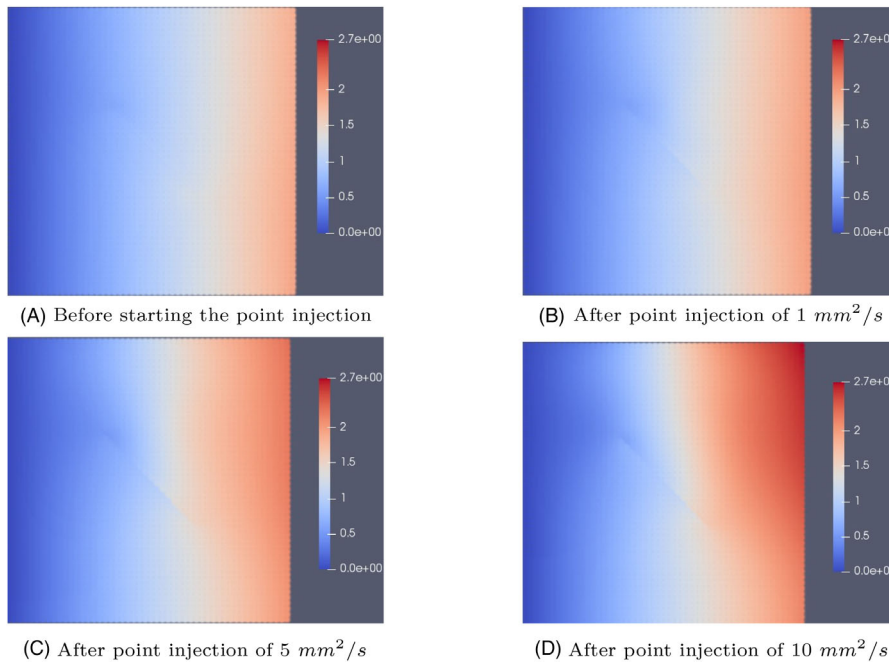 2.7e+00
2
1.5
1
0.5
0.0e+00
(A) Before starting the point injection
2.7e+00
2
1.5
1
0.5
0.0e+00
(B) After point injection of 1 mm²/s
2.7e+00
2
1.5
1
0.5
0.0e+00
(C) After point injection of 5 mm²/s
2.7e+00
2
1.5
1
0.5
0.0e+00
(D) After point injection of 10 mm²/s